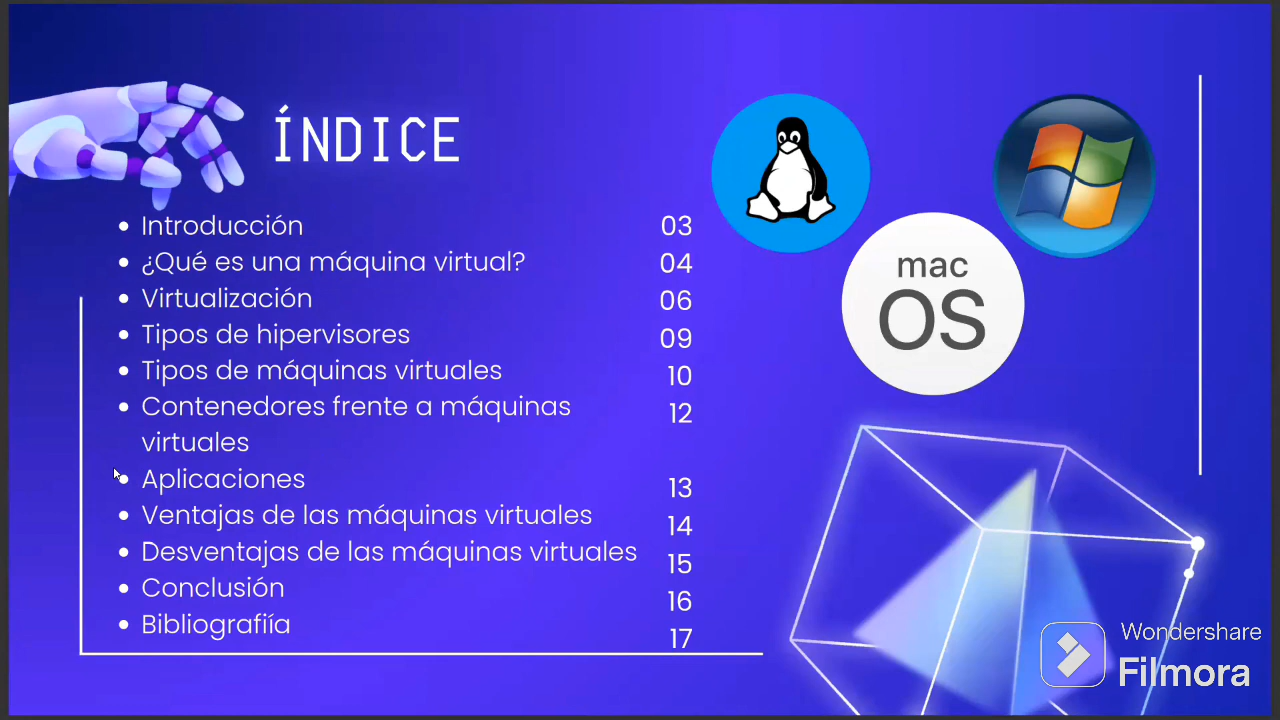 ÍNDICE
Introducción 03
¿Qué es una máquina virtual? 04
Virtualización 06
Tipos de hipervisores 09
Tipos de máquinas virtuales 10
Contenedores frente a máquinas 12
virtuales
Aplicaciones 13
Ventajas de las máquinas virtuales 14
Desventajas de las máquinas virtuales 15
Conclusión 16
Bibliografiía 17
mac
OS
Wondershare
Filmora